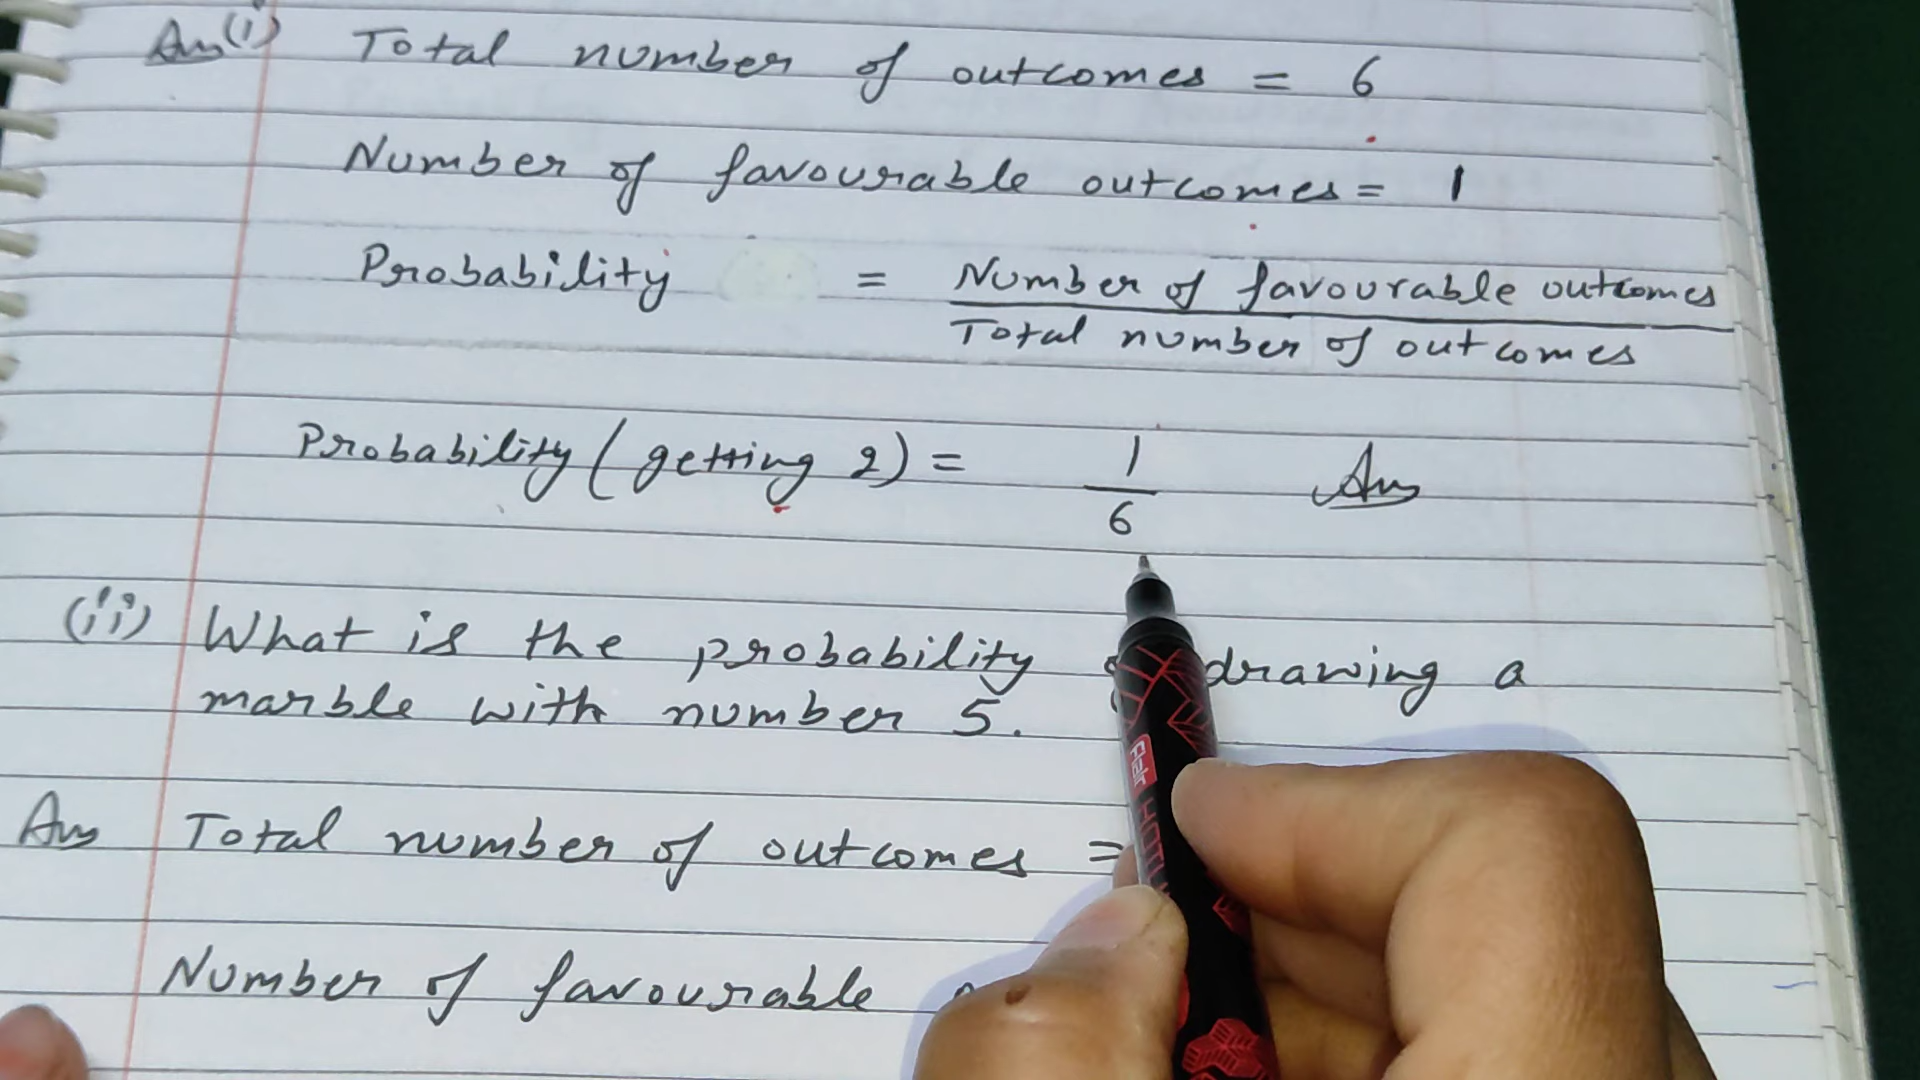 Ans (i) Total number of outcomes = 6
Number of favourable outcomes = 1
Probability = Number of favourable outcomes
Total number of outcomes
Probability (getting 2) = 1
6 Ans
(ii) What is the probability drawing a
marble with number 5.
Ans Total number of outcomes =
Number of favourable
Flair